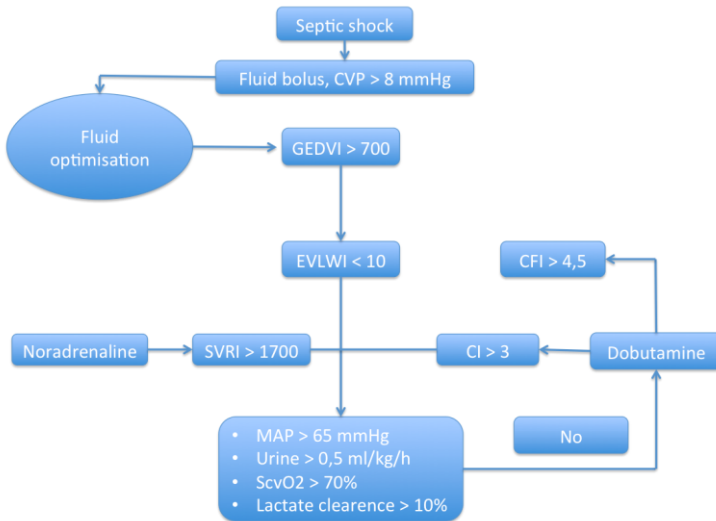 Septic shock
Fluid bolus, CVP > 8 mmHg
Fluid
optimisation
GEDVI > 700
EVLWI < 10
CFI > 4,5
Noradrenaline
SVRI > 1700
CI > 3
Dobutamine
• MAP > 65 mmHg
• Urine > 0,5 ml/kg/h
• ScvO2 > 70%
• Lactate clearence > 10%
No